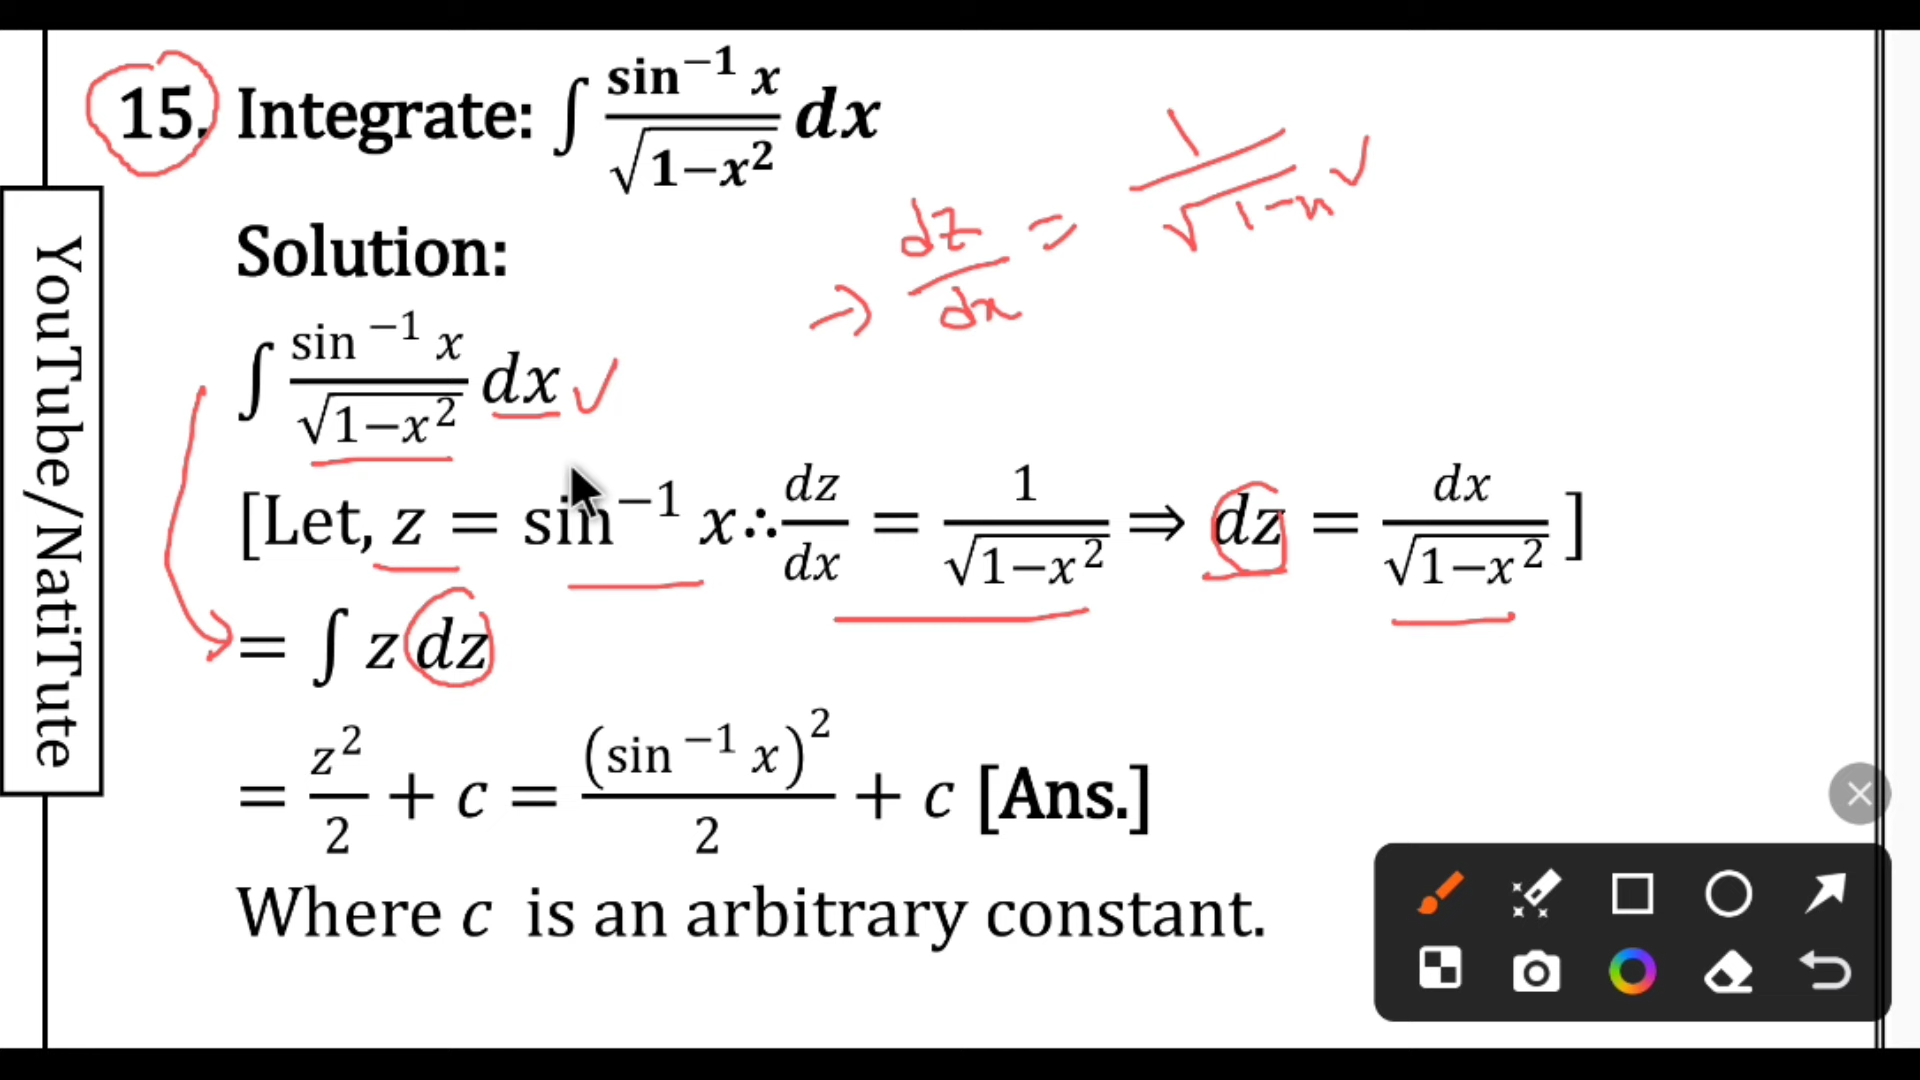 15. Integrate: ∫ sin⁻¹ x / √(1−x²) dx
dz/dx = 1/√(1−x
Solution:
∫ sin⁻¹ x / √(1−x²) dx
[Let, z = sin⁻¹ x ∴ dz/dx = 1/√(1−x²) ⇒ dz = dx/√(1−x²) ]
= ∫ z dz
= z²/2 + c = (sin⁻¹ x)²/2 + c [Ans.]
Where c is an arbitrary constant.
YouTube/NatiTute